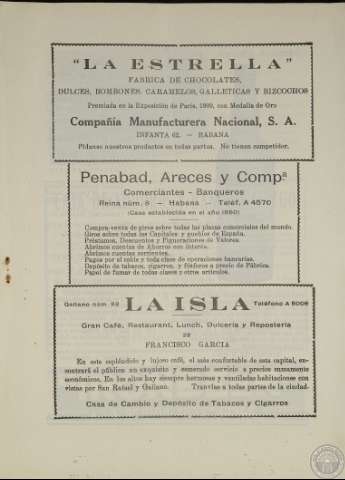 "LA ESTRELLA"
FABRICA DE CHOCOLATES,
DULCES, BOMBONES, CARAMELOS, GALLETICAS Y BIZCOCHOS
Premiada en la Exposición de París, 1900, con Medalla de Oro
Compañía Manufacturera Nacional, S. A.
INFANTA 62. — HABANA
Pídanse nuestros productos en todas partes. No tienen competidor.
Penabad, Areces y Compª
Comerciantes - Banqueros
Reina núm. 8 — Habana — Teléf. A 4570
(Casa establecida en el año 1890)
Compra-venta de giros sobre todas las plazas comerciales del mundo.
Giros sobre todas las Capitales y pueblos de España.
Préstamos, Descuentos y Pignoraciones de Valores.
Abrimos cuentas de Ahorros con interés.
Abrimos cuentas corrientes.
Pagos por el cable y toda clase de operaciones bancarias.
Depósito de tabacos, cigarros, y fósforos a precio de Fábrica.
Papel de fumar de todas clases y otros artículos.
Galiano núm. 82 LA ISLA Teléfono A 5006
Gran Café, Restaurant, Lunch, Dulcería y Repostería
DE
FRANCISCO GARCIA
En este espléndido y lujoso café, el más confortable de esta capital, en-
contrará el público un exquisito y esmerado servicio a precios sumamente
económicos. En los altos hay siempre hermosas y ventiladas habitaciones con
vistas por San Rafael y Galiano. Tranvías a todas partes de la ciudad.
Casa de Cambio y Depósito de Tabacos y Cigarros